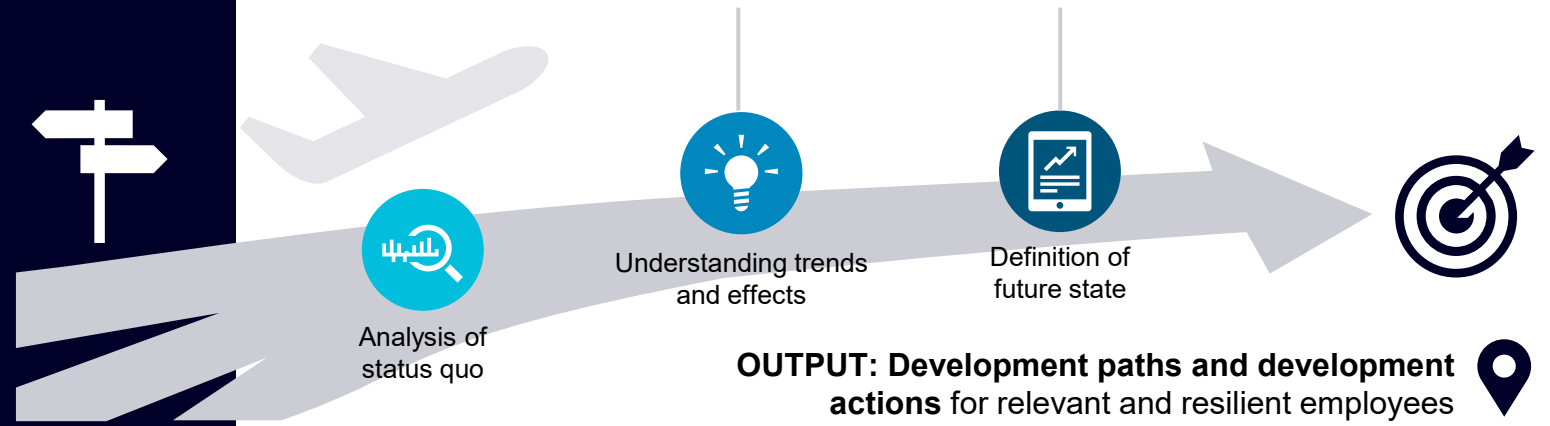 Analysis of
status quo
Understanding trends
and effects
Definition of
future state
OUTPUT: Development paths and development
actions for relevant and resilient employees